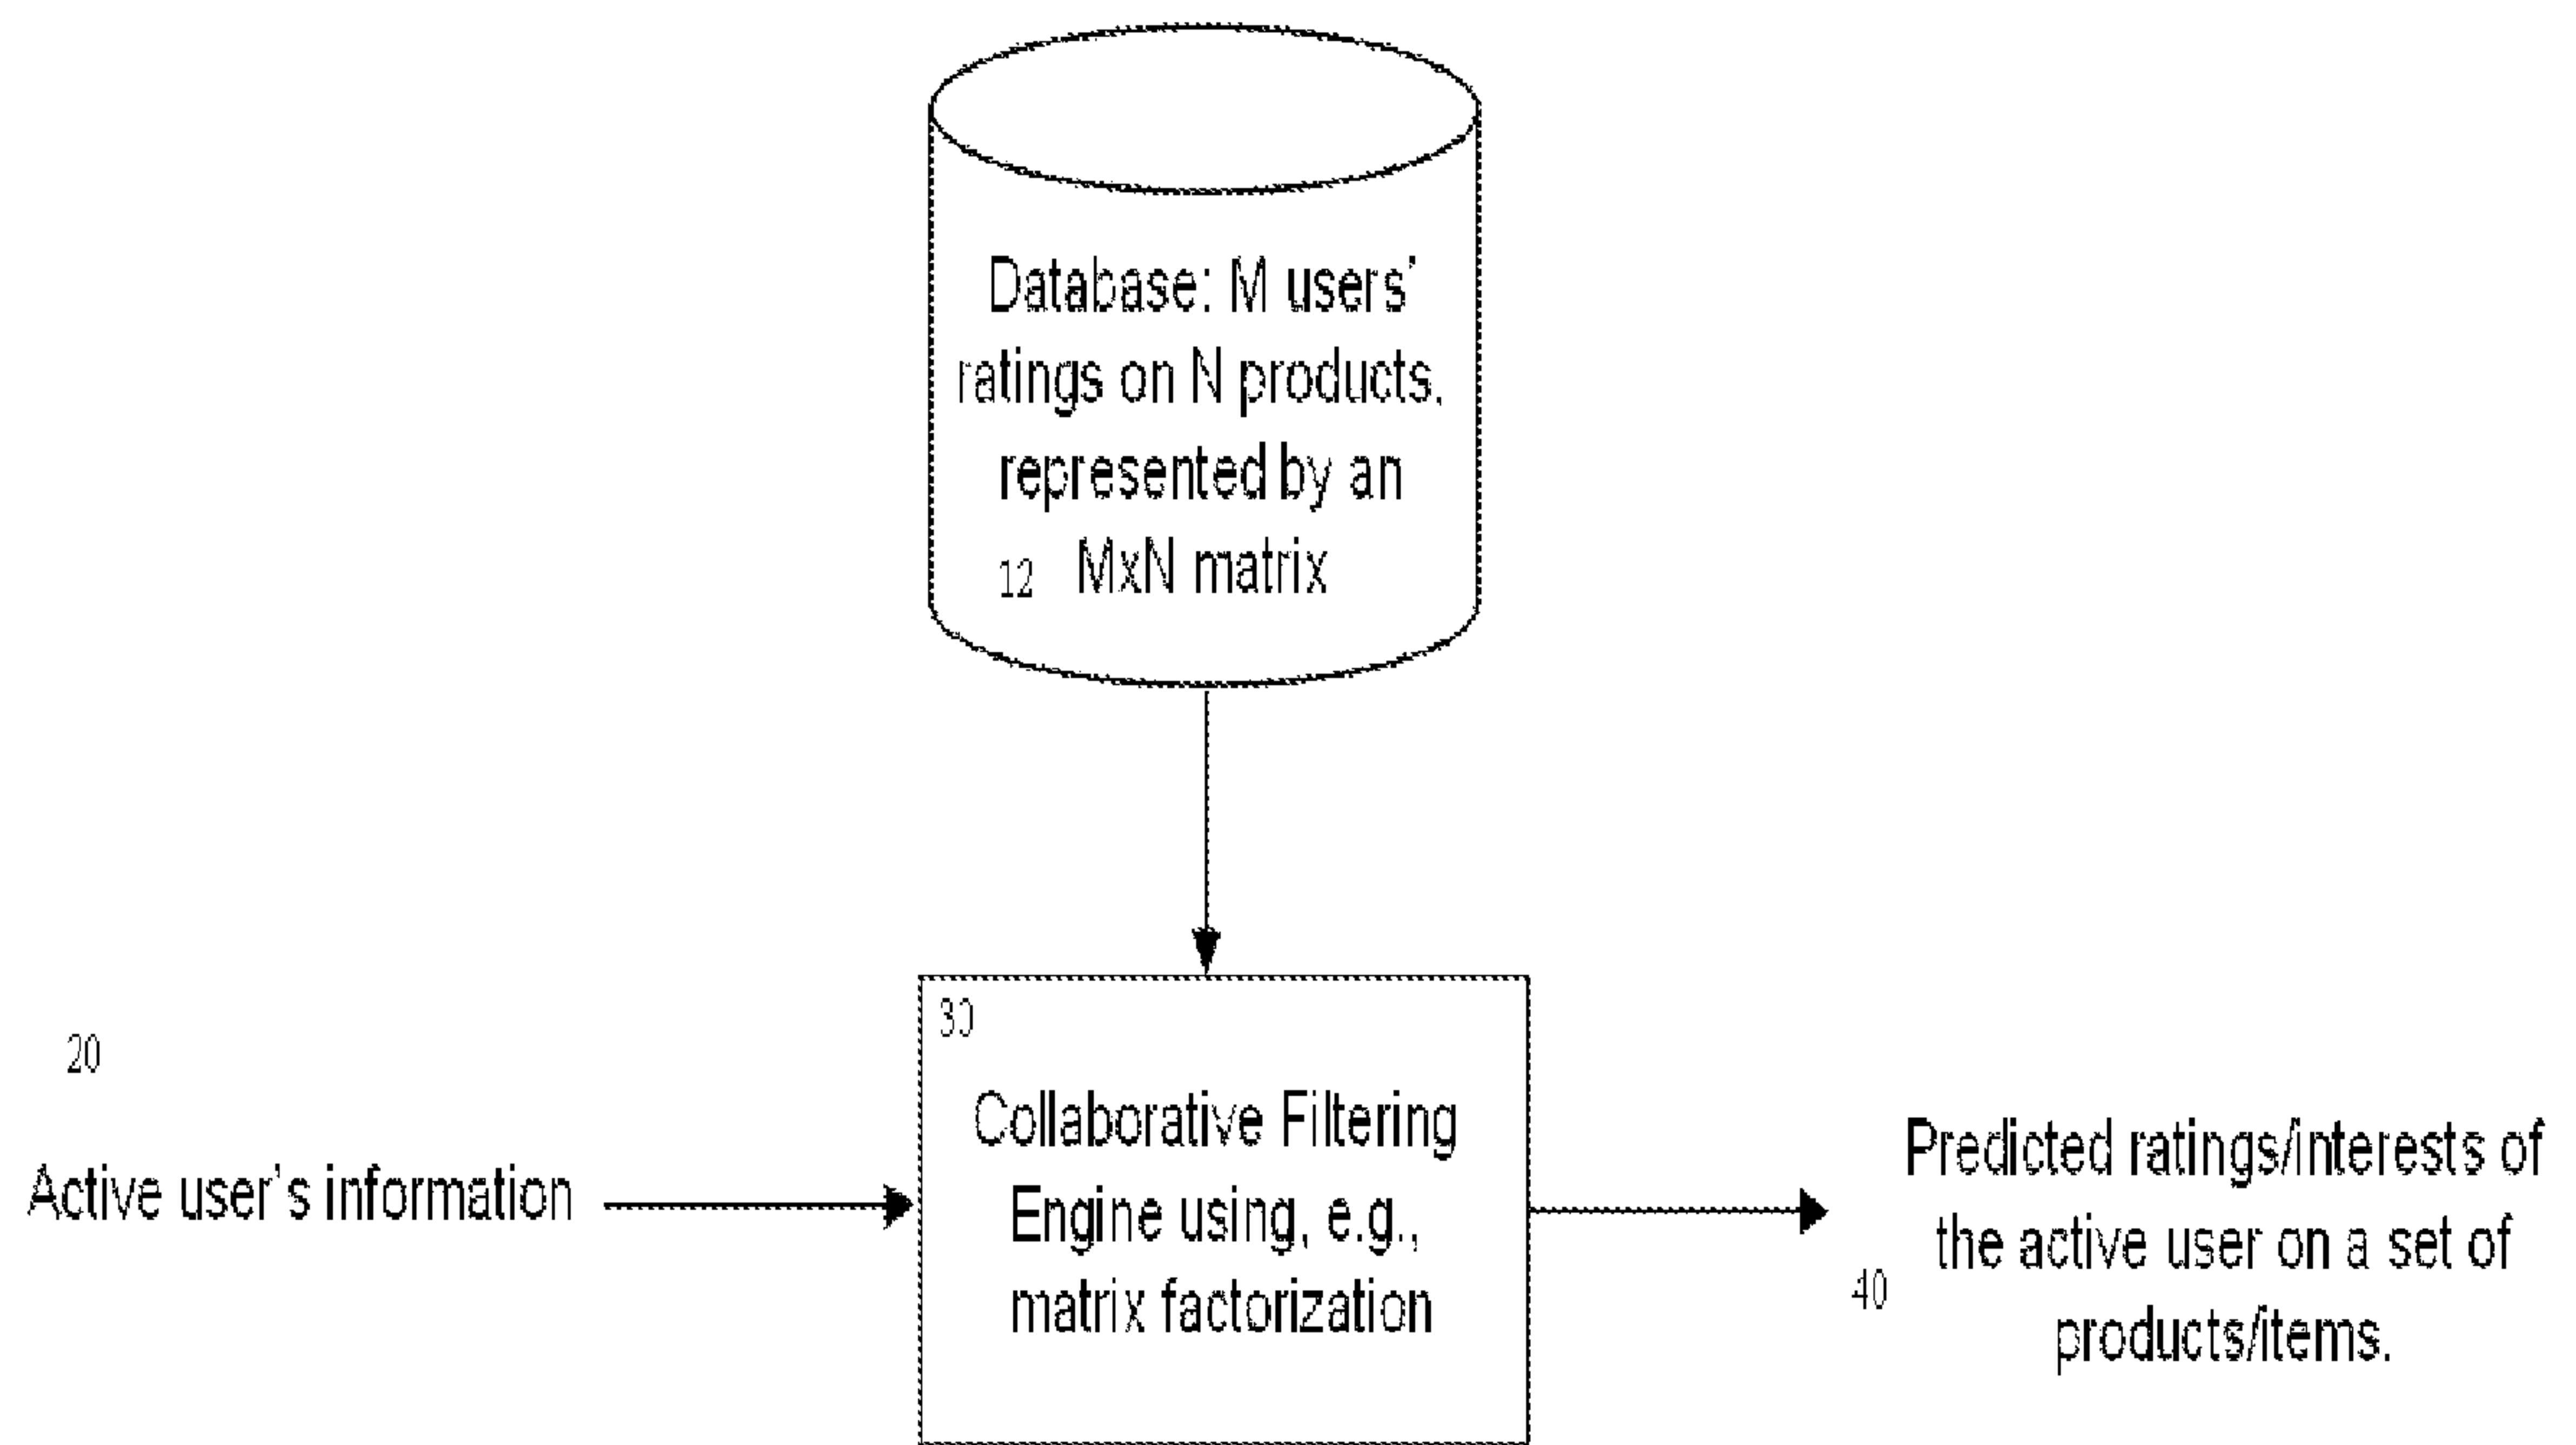 Database: M users’
ratings on N products,
represented by an
12 MxN matrix
20
Active user’s information
30
Collaborative Filtering
Engine using, e.g.,
matrix factorization
Predicted ratings/interests of
the active user on a set of
40
products/items.